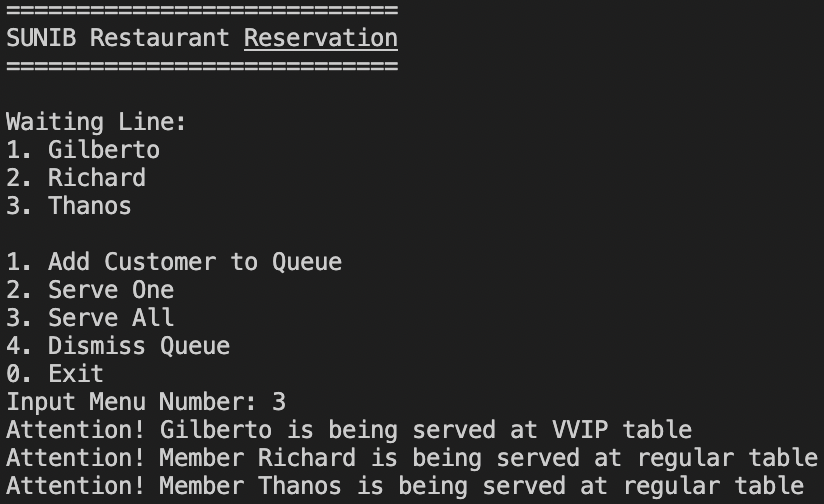 ============================
SUNIB Restaurant Reservation
============================
Waiting Line:
1. Gilberto
2. Richard
3. Thanos
1. Add Customer to Queue
2. Serve One
3. Serve All
4. Dismiss Queue
0. Exit
Input Menu Number: 3
Attention! Gilberto is being served at VVIP table
Attention! Member Richard is being served at regular table
Attention! Member Thanos is being served at regular table